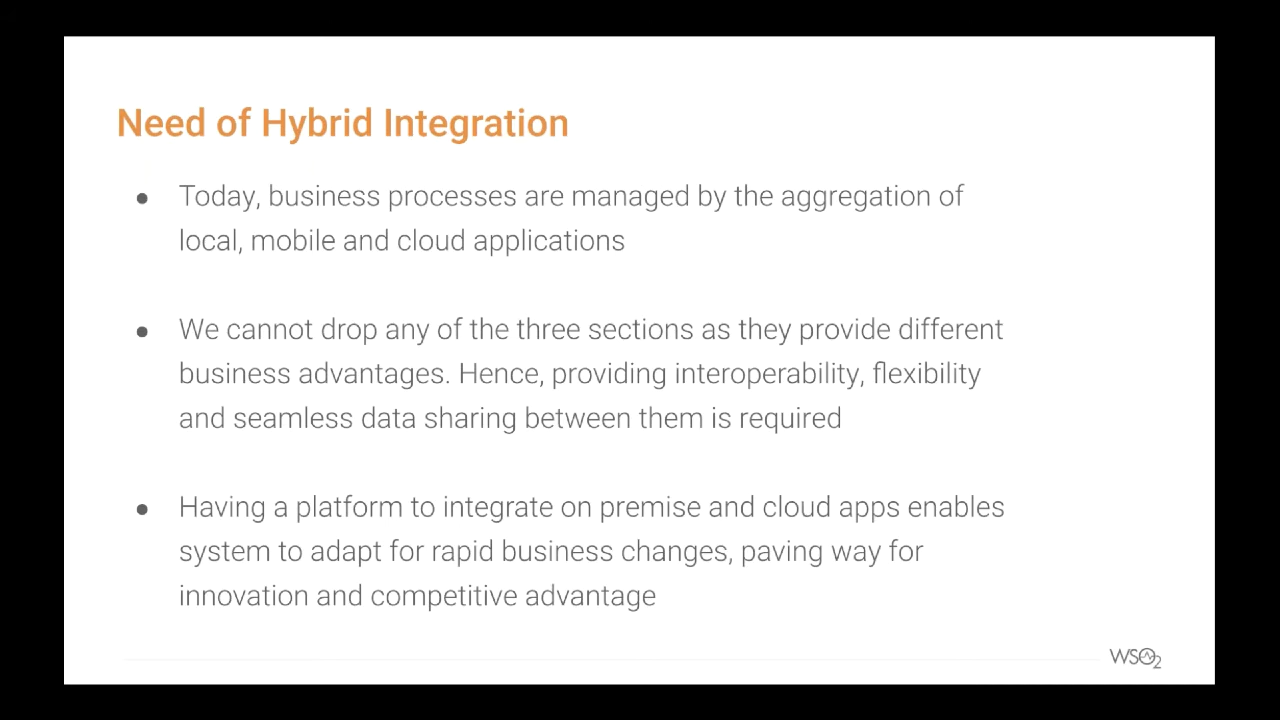 Need of Hybrid Integration
● Today, business processes are managed by the aggregation of
local, mobile and cloud applications
● We cannot drop any of the three sections as they provide different
business advantages. Hence, providing interoperability, flexibility
and seamless data sharing between them is required
● Having a platform to integrate on premise and cloud apps enables
system to adapt for rapid business changes, paving way for
innovation and competitive advantage
WSO2